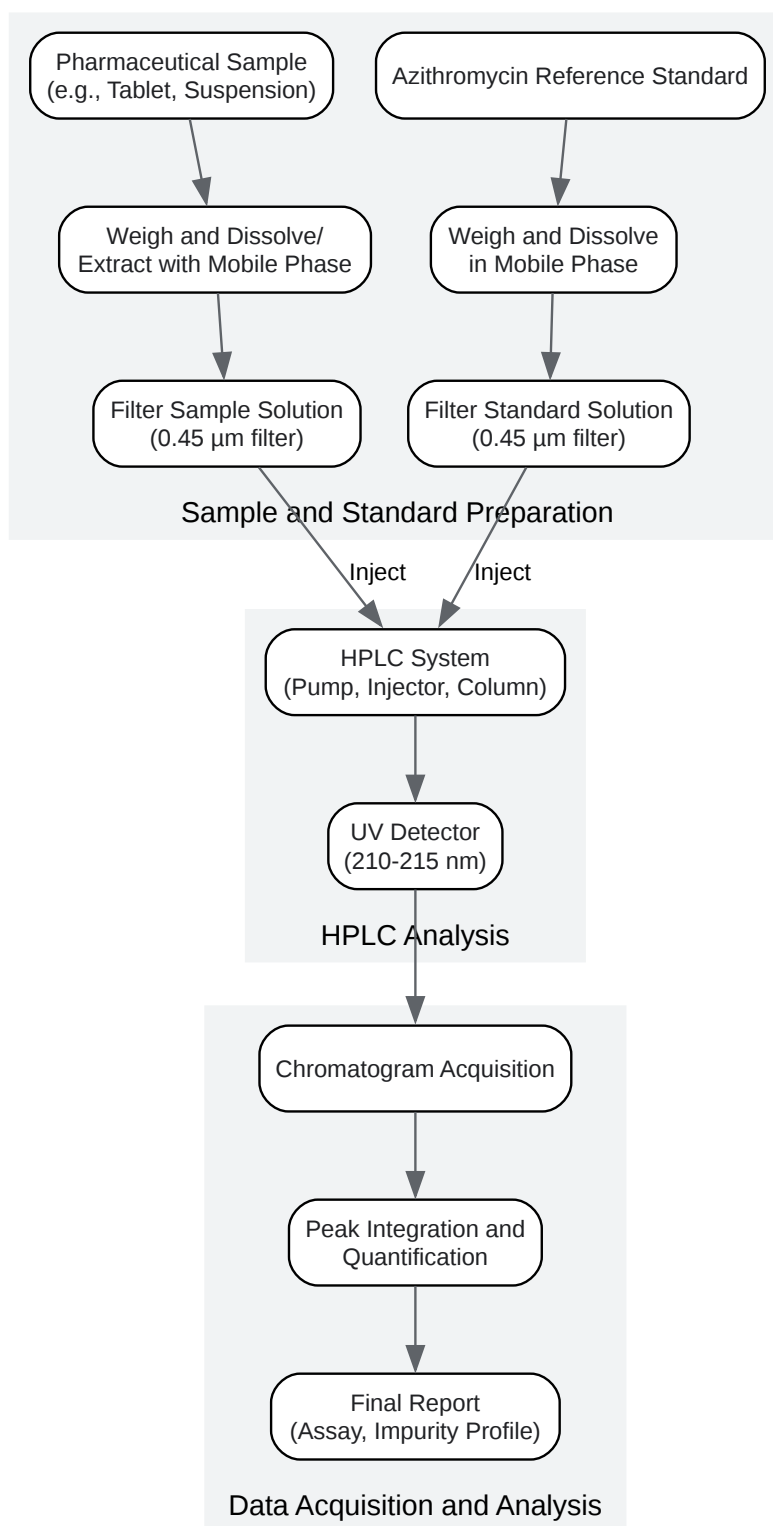 Pharmaceutical Sample
(e.g., Tablet, Suspension)
Azithromycin Reference Standard
Weigh and Dissolve/
Extract with Mobile Phase
Weigh and Dissolve
in Mobile Phase
Filter Sample Solution
(0.45 µm filter)
Filter Standard Solution
(0.45 µm filter)
Sample and Standard Preparation
Inject
Inject
HPLC System
(Pump, Injector, Column)
UV Detector
(210-215 nm)
HPLC Analysis
Chromatogram Acquisition
Peak Integration and
Quantification
Final Report
(Assay, Impurity Profile)
Data Acquisition and Analysis